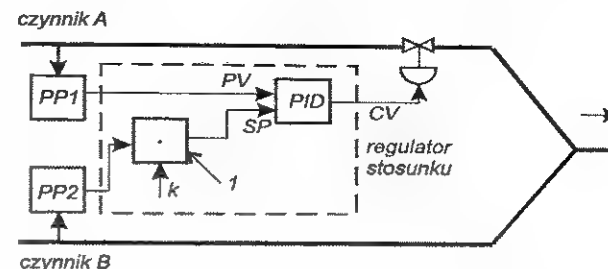 czynnik A
PP1
PV
PID
SP
CV
PP2
k
1
regulator
stosunku
czynnik B